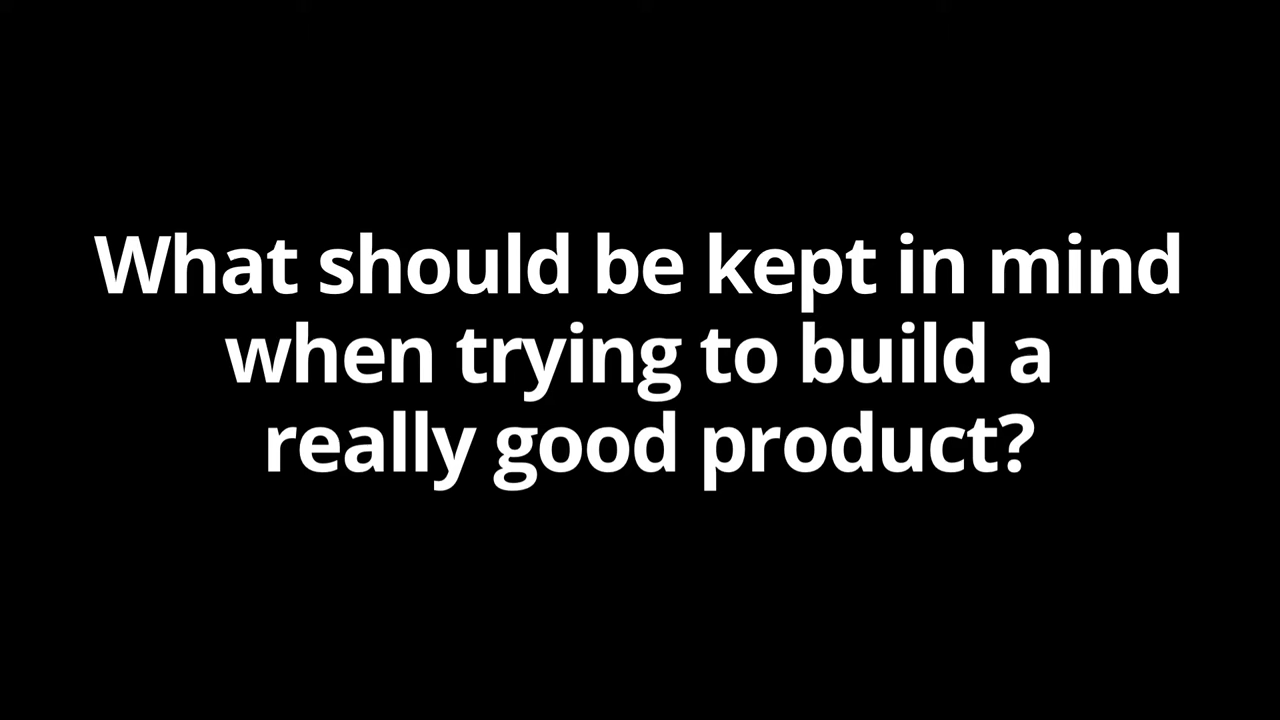 What should be kept in mind
when trying to build a
really good product?